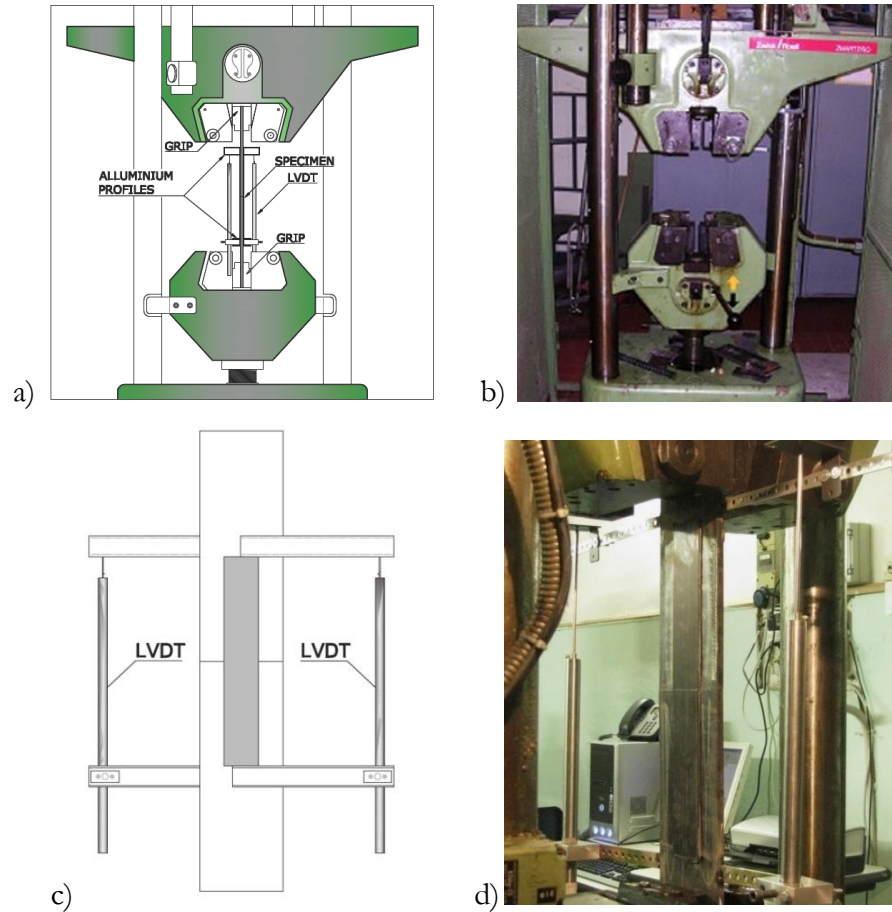 GRIP
SPECIMEN
ALLUMINIUM
PROFILES
LVDT
GRIP
a)
b)
LVDT
LVDT
c)
d)